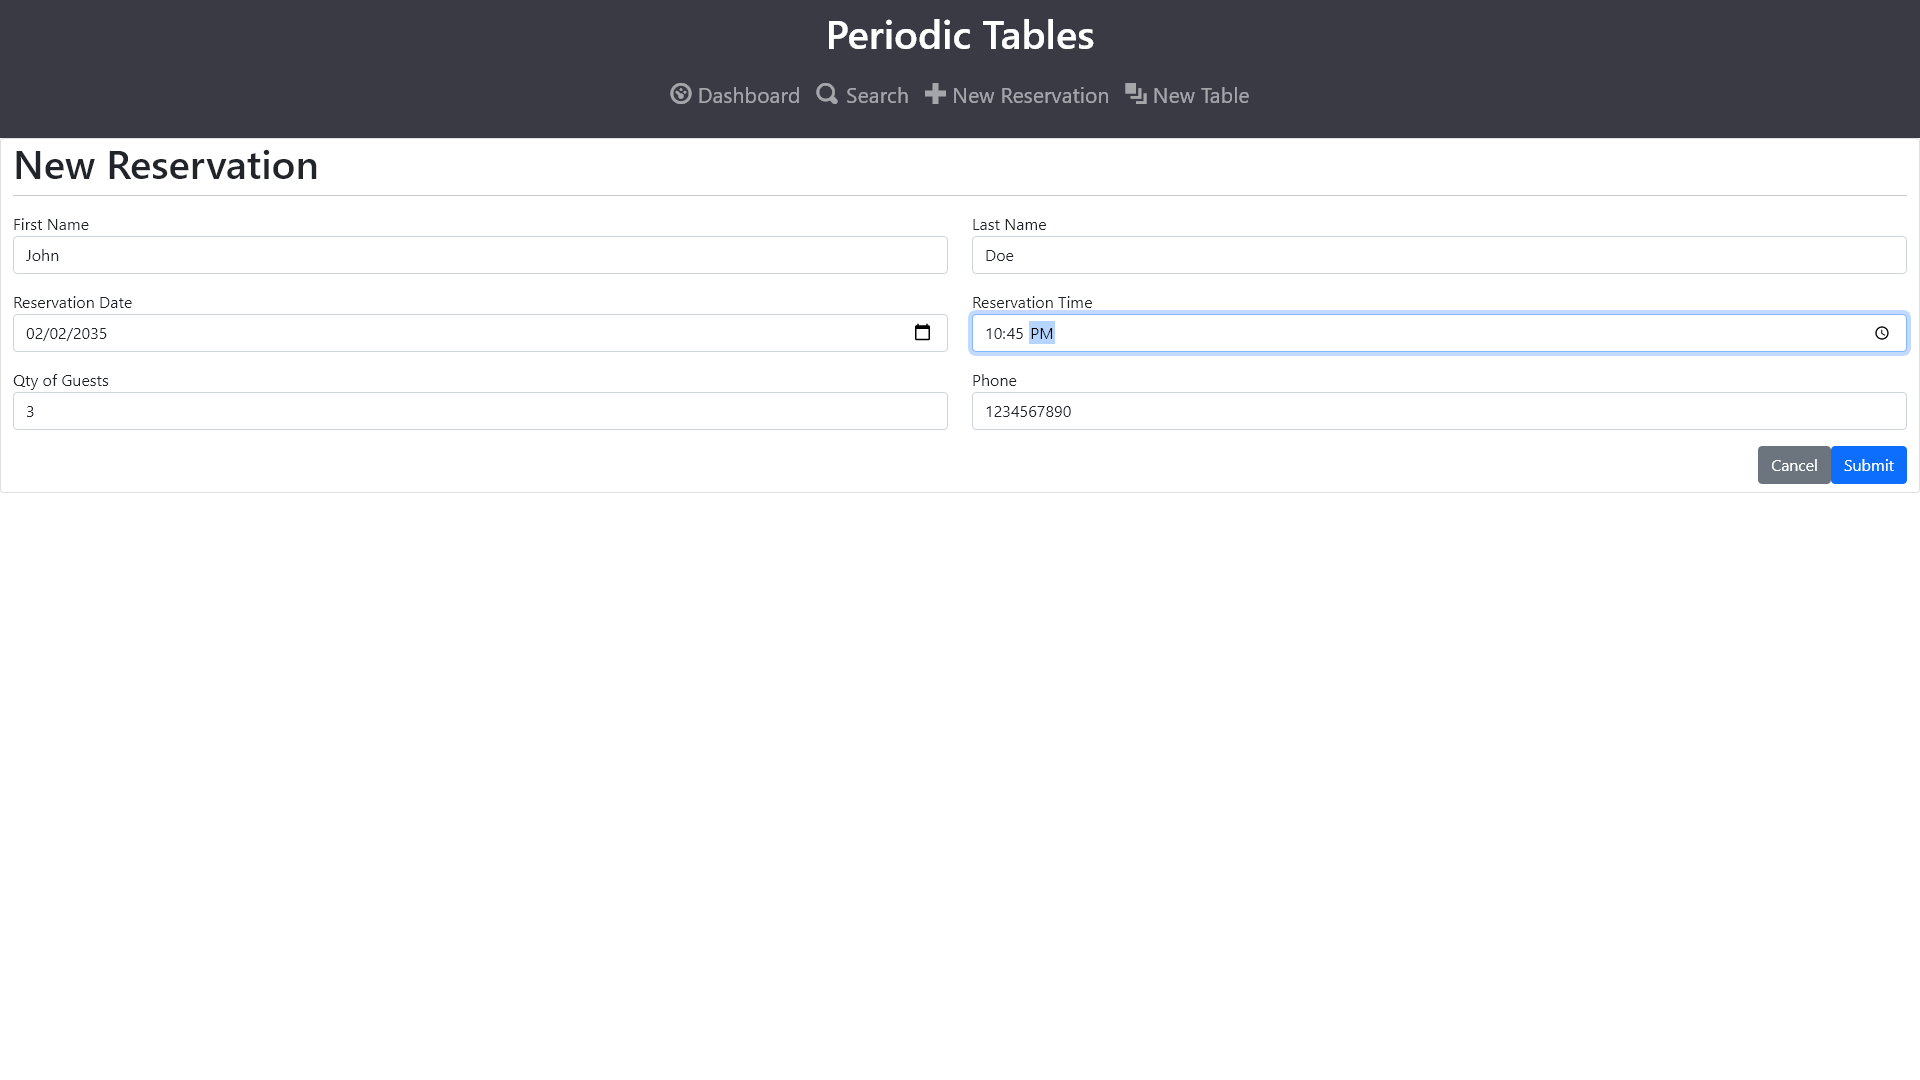 Periodic Tables
Dashboard Search New Reservation New Table
New Reservation
First Name Last Name
John Doe
Reservation Date Reservation Time
02/02/2035 10:45 PM
Qty of Guests Phone
3 1234567890
Cancel Submit